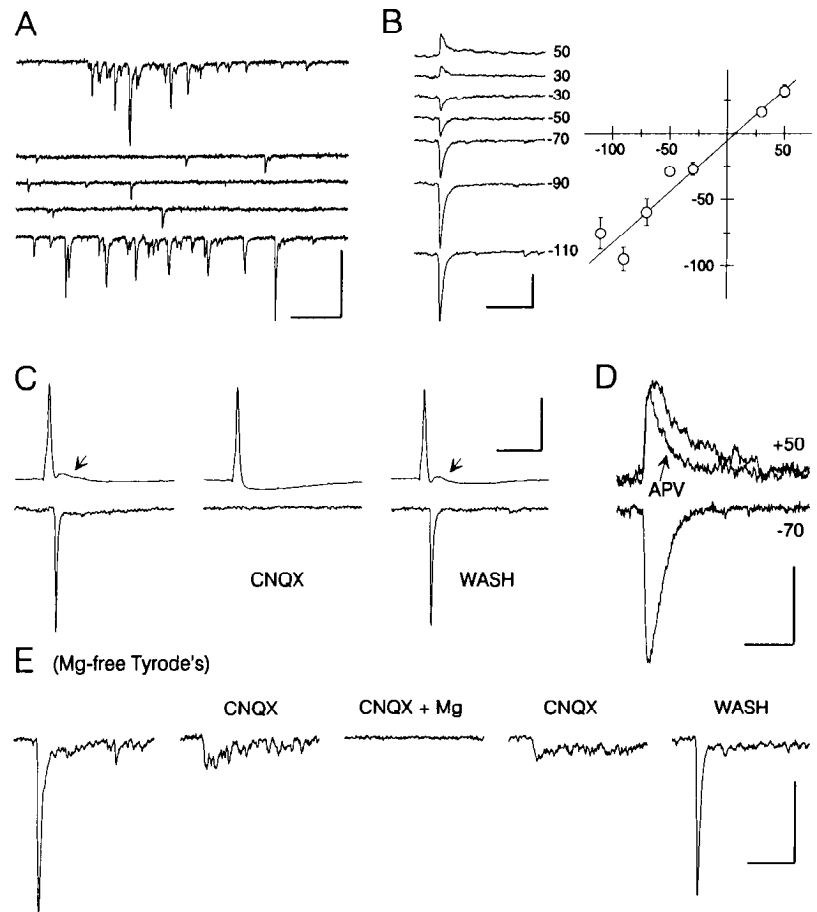 A
B
50
30
-30
-50
-70
-90
-110
-100 -50 50
-50
-100
C
D
+50
APV
-70
CNQX
WASH
E (Mg-free Tyrode's)
CNQX
CNQX + Mg
CNQX
WASH